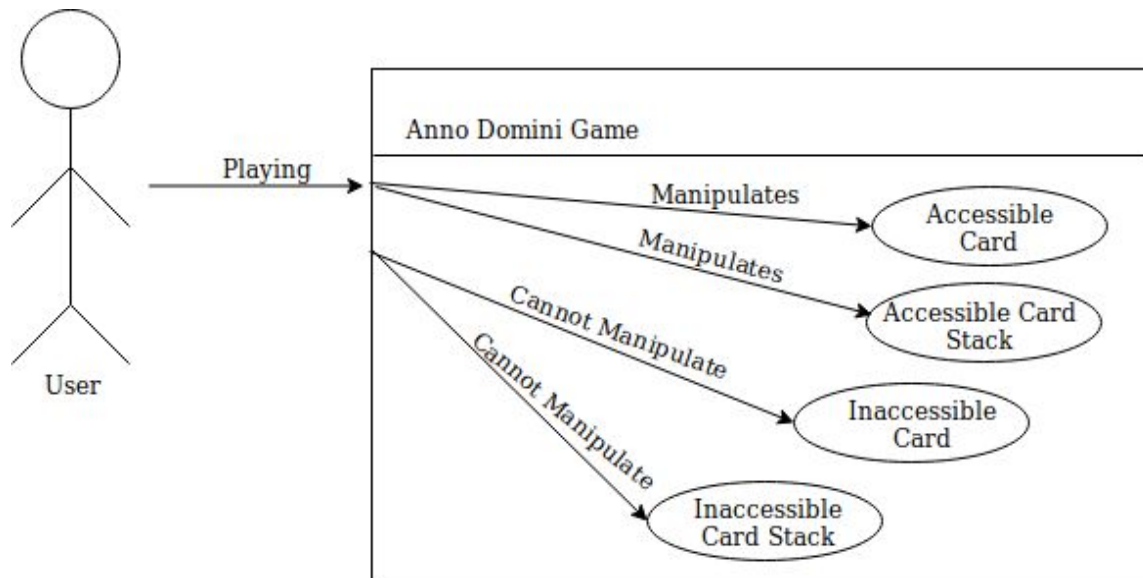 Anno Domini Game
Playing
Manipulates
Accessible
Card
Manipulates
Accessible Card
Stack
Cannot Manipulate
Inaccessible
Card
Cannot Manipulate
Inaccessible
Card Stack
User